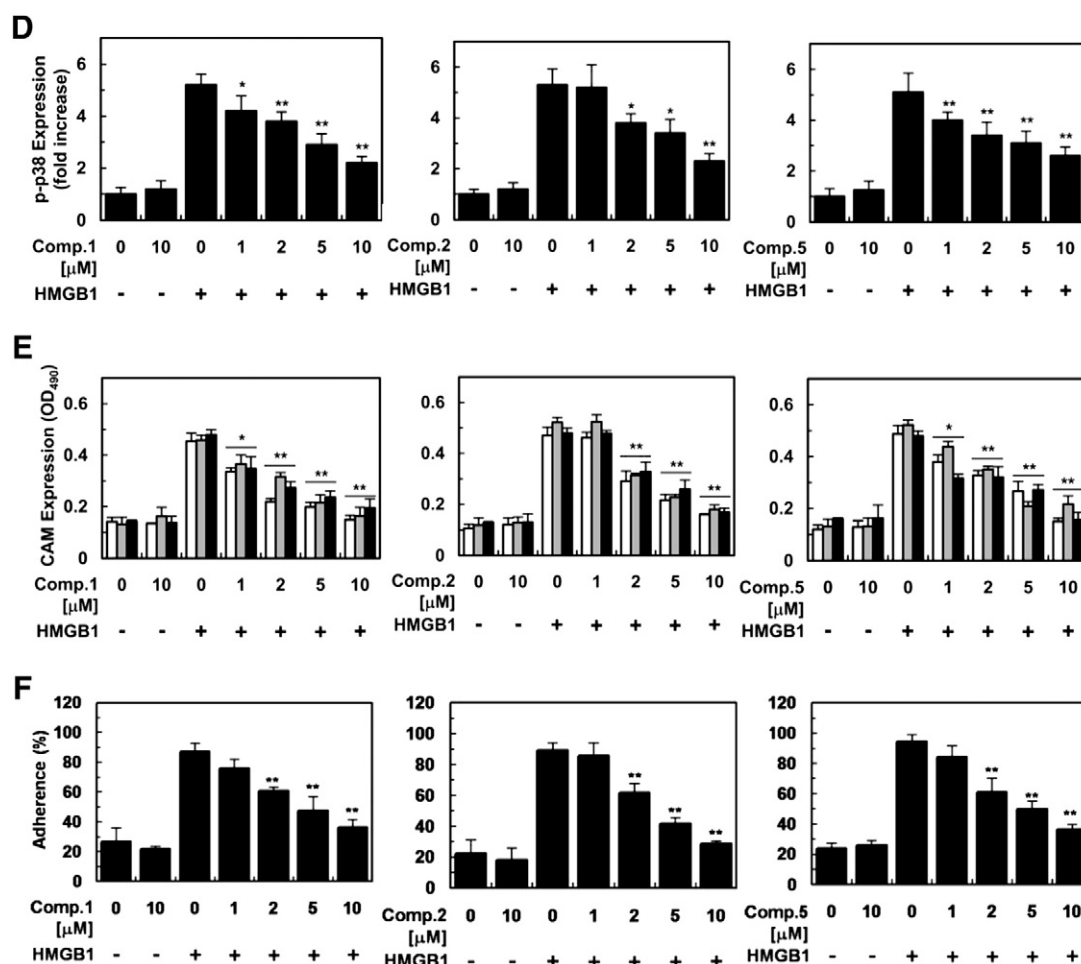 D
p-p38 Expression
(fold increase)
6
4
2
0
* ** ** **
Comp.1 0 10 0 1 2 5 10
[μM]
HMGB1 - - + + + + +
6
4
2
0
* * **
Comp.2 0 10 0 1 2 5 10
[μM]
HMGB1 - - + + + + +
6
4
2
0
** ** ** **
Comp.5 0 10 0 1 2 5 10
[μM]
HMGB1 - - + + + + +
E
CAM Expression (OD490)
0.6
0.4
0.2
0
* ** ** **
Comp.1 0 10 0 1 2 5 10
[μM]
HMGB1 - - + + + + +
0.6
0.4
0.2
0
** ** **
Comp.2 0 10 0 1 2 5 10
[μM]
HMGB1 - - + + + + +
0.6
0.4
0.2
0
* ** ** **
Comp.5 0 10 0 1 2 5 10
[μM]
HMGB1 - - + + + + +
F
Adherence (%)
120
100
80
60
40
20
0
** ** **
Comp.1 0 10 0 1 2 5 10
[μM]
HMGB1 - - + + + + +
120
100
80
60
40
20
0
** ** **
Comp.2 0 10 0 1 2 5 10
[μM]
HMGB1 - - + + + + +
120
100
80
60
40
20
0
** ** **
Comp.5 0 10 0 1 2 5 10
[μM]
HMGB1 - - + + + + +